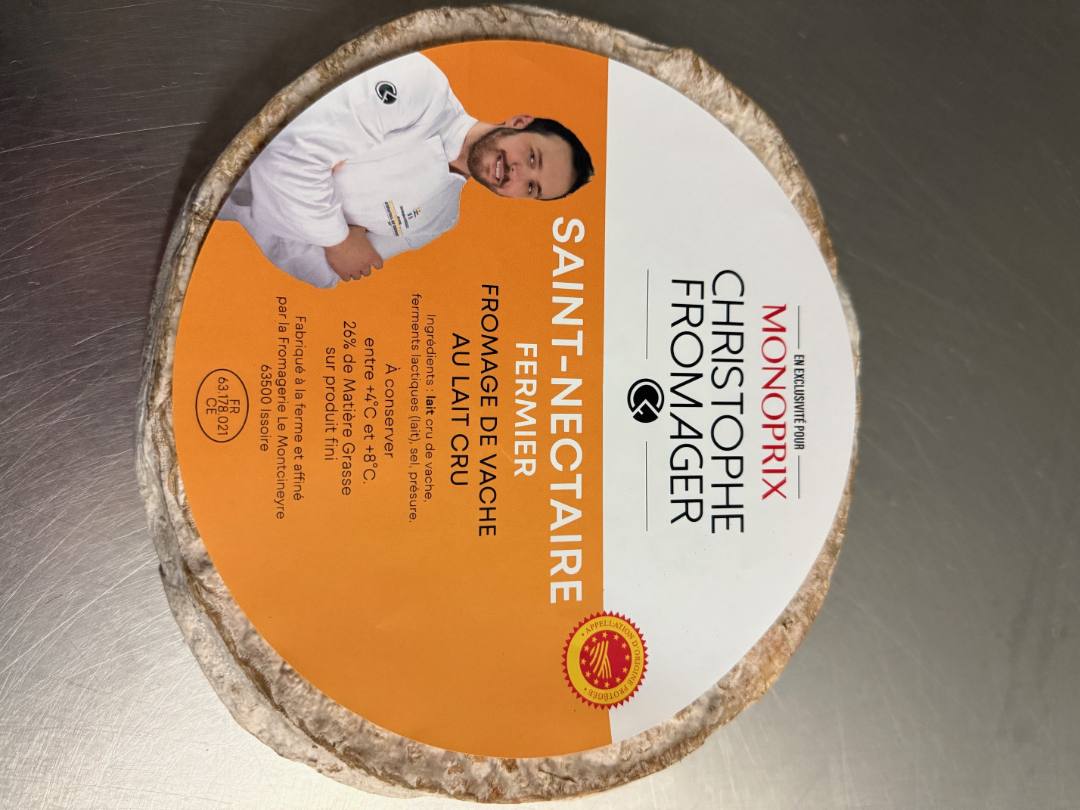 EN EXCLUSIVITÉ POUR
MONOPRIX
CHRISTOPHE
FROMAGER
SAINT-NECTAIRE
FERMIER
FROMAGE DE VACHE
AU LAIT CRU
Ingrédients : lait cru de vache,
ferments lactiques (lait), sel, présure.
À conserver
entre +4°C et +8°C.
26% de Matière Grasse
sur produit fini
Fabriqué à la ferme et affiné
par la Fromagerie Le Montcineyre
63500 Issoire
FR
63.178.021
CE
APPELLATION D'ORIGINE PROTÉGÉE